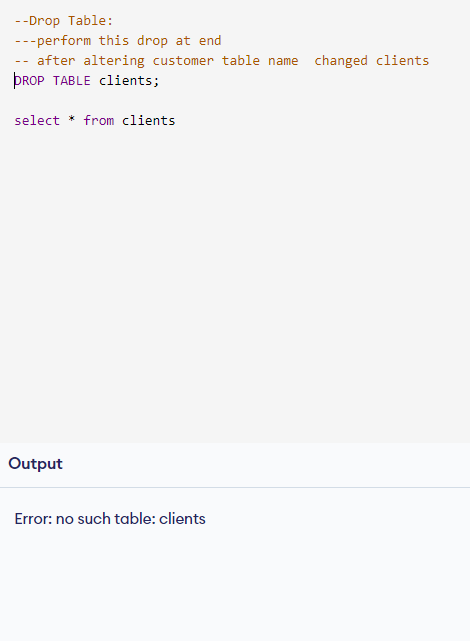 --Drop Table:
---perform this drop at end
-- after altering customer table name  changed clients
DROP TABLE clients;
select * from clients
Output
Error: no such table: clients